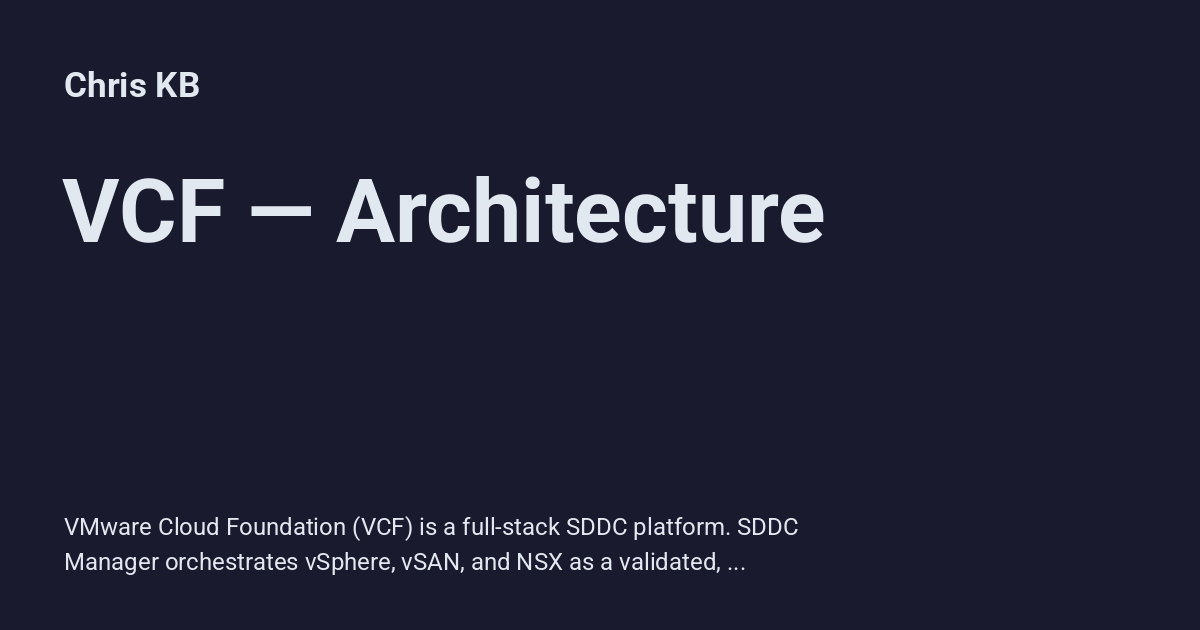 Chris KB
VCF — Architecture
VMware Cloud Foundation (VCF) is a full-stack SDDC platform. SDDC
Manager orchestrates vSphere, vSAN, and NSX as a validated, ...